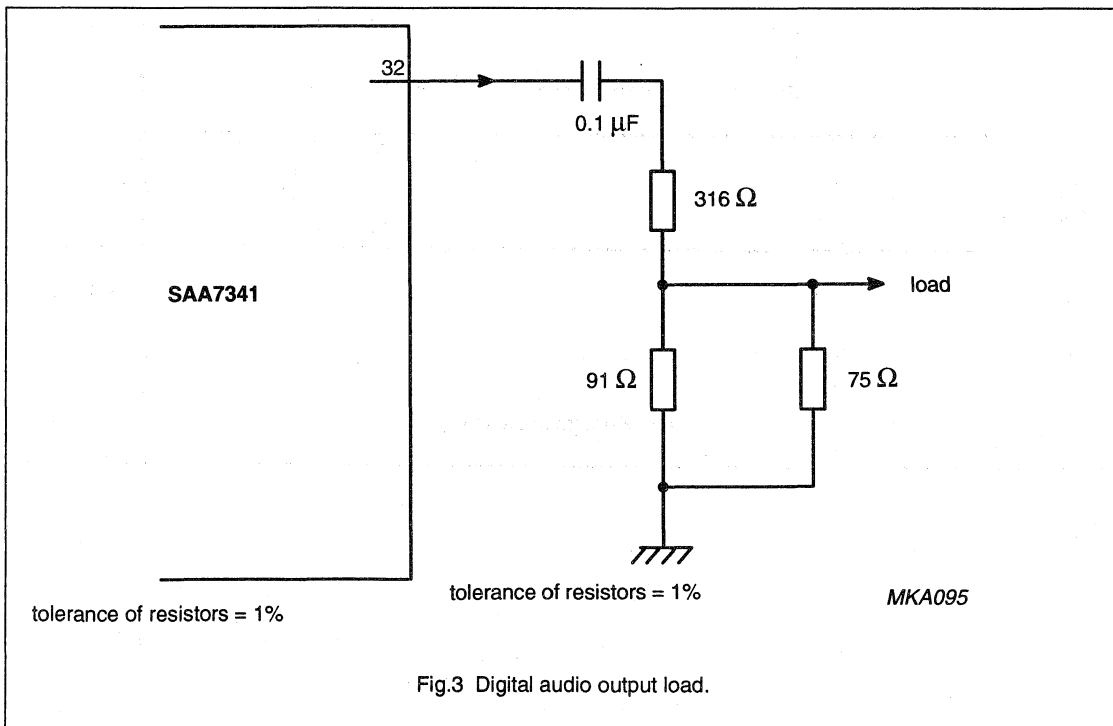 32
0.1 μF
316 Ω
SAA7341
load
91 Ω
75 Ω
tolerance of resistors = 1%
tolerance of resistors = 1%
MKA095
Fig.3 Digital audio output load.